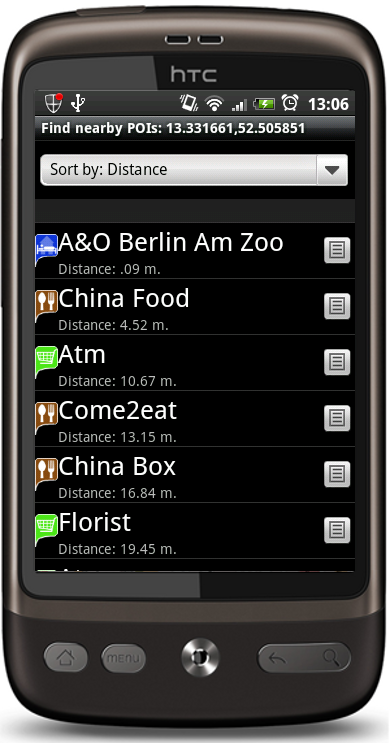 hTC
13:06
Find nearby POIs: 13.331661,52.505851
Sort by: Distance
A&O Berlin Am Zoo
Distance: .09 m.
China Food
Distance: 4.52 m.
Atm
Distance: 10.67 m.
Come2eat
Distance: 13.15 m.
China Box
Distance: 16.84 m.
Florist
Distance: 19.45 m.
menu